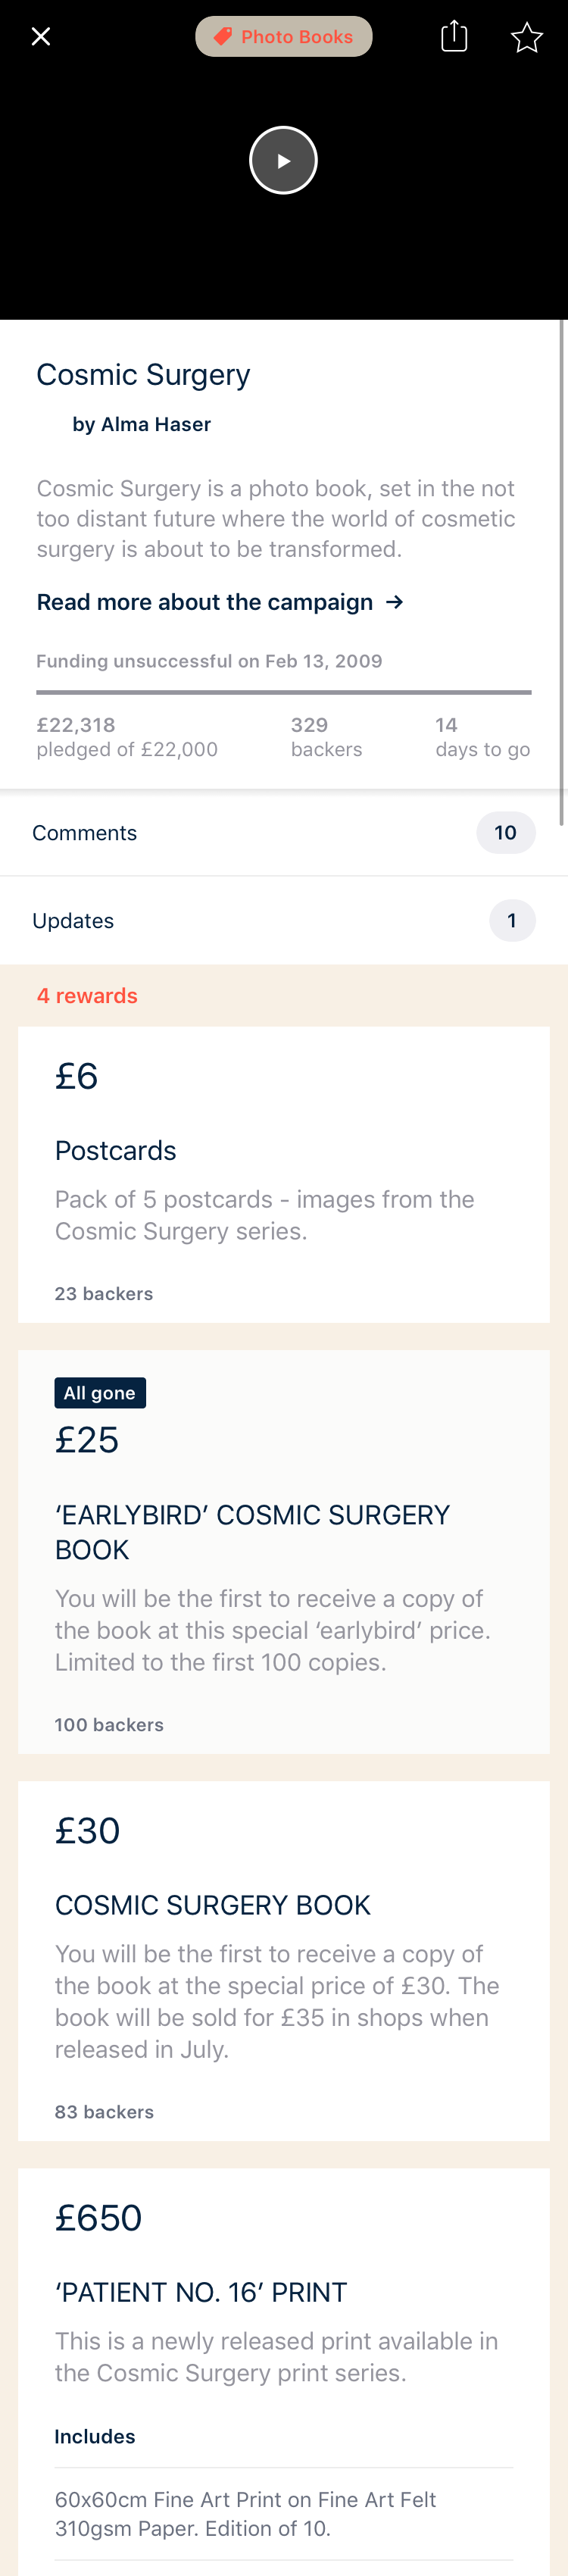 Photo Books
Cosmic Surgery
by Alma Haser
Cosmic Surgery is a photo book, set in the not
too distant future where the world of cosmetic
surgery is about to be transformed.
Read more about the campaign →
Funding unsuccessful on Feb 13, 2009
£22,318 329 14
pledged of £22,000 backers days to go
Comments 10
Updates 1
4 rewards
£6
Postcards
Pack of 5 postcards - images from the
Cosmic Surgery series.
23 backers
All gone
£25
‘EARLYBIRD’ COSMIC SURGERY
BOOK
You will be the first to receive a copy of
the book at this special ‘earlybird’ price.
Limited to the first 100 copies.
100 backers
£30
COSMIC SURGERY BOOK
You will be the first to receive a copy of
the book at the special price of £30. The
book will be sold for £35 in shops when
released in July.
83 backers
£650
‘PATIENT NO. 16’ PRINT
This is a newly released print available in
the Cosmic Surgery print series.
Includes
60x60cm Fine Art Print on Fine Art Felt
310gsm Paper. Edition of 10.